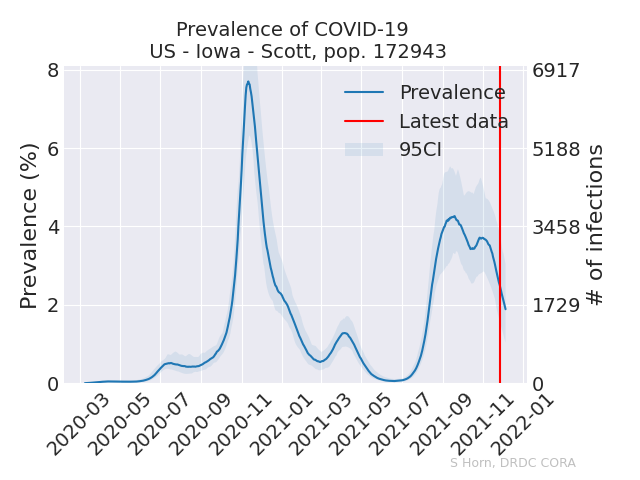 Prevalence of COVID-19
US - Iowa - Scott, pop. 172943
Prevalence (%)
8
6
4
2
0
Prevalence
Latest data
95CI
6917
5188
3458
1729
0
# of infections
2020-03
2020-05
2020-07
2020-09
2020-11
2021-01
2021-03
2021-05
2021-07
2021-09
2021-11
2022-01
S Horn, DRDC CORA